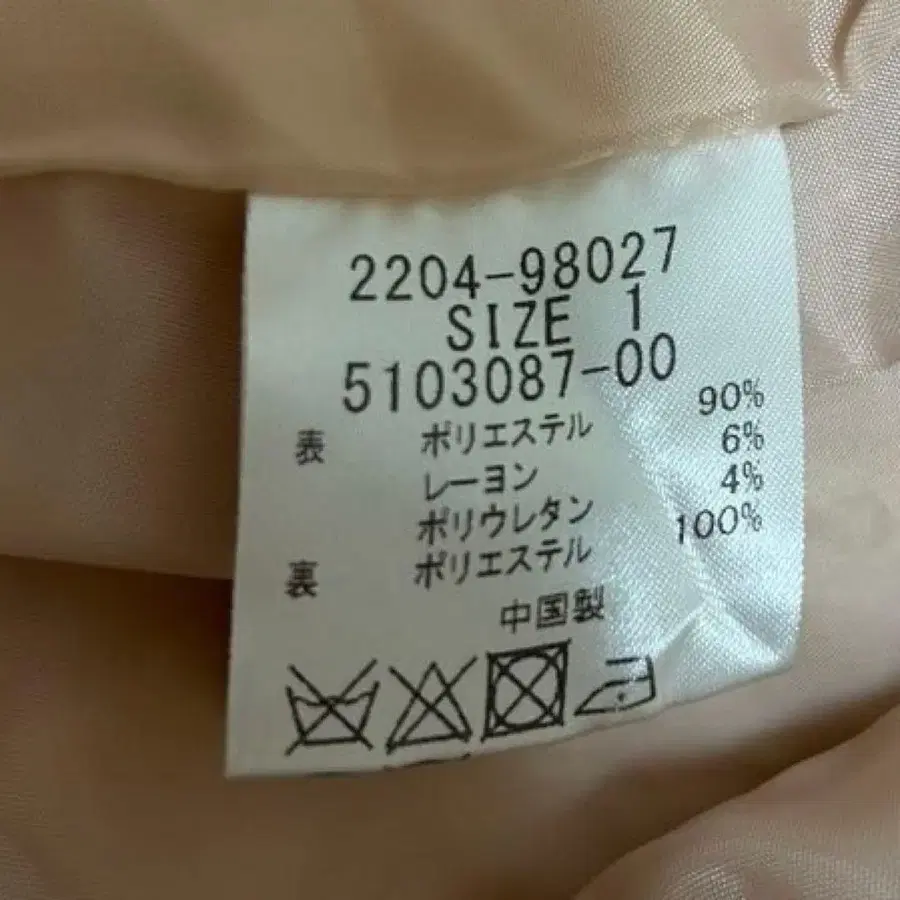 2204-98027
SIZE 1
5103087-00
表 ポリエステル 90%
レーヨン 6%
ポリウレタン 4%
裏 ポリエステル 100%
中国製